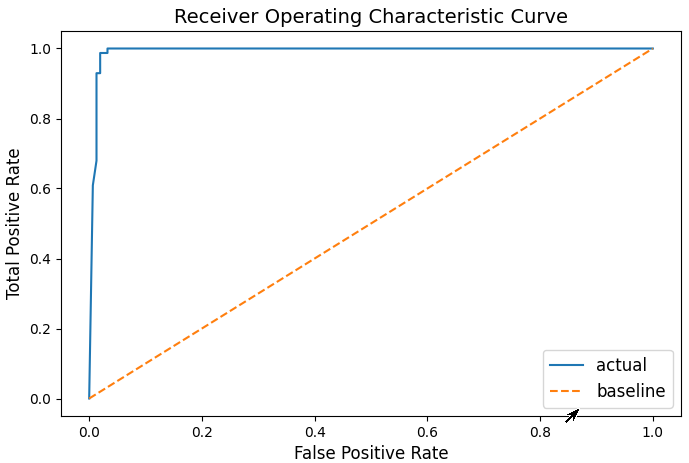 Receiver Operating Characteristic Curve
Total Positive Rate
1.0
0.8
0.6
0.4
0.2
0.0
actual
baseline
0.0 0.2 0.4 0.6 0.8 1.0
False Positive Rate